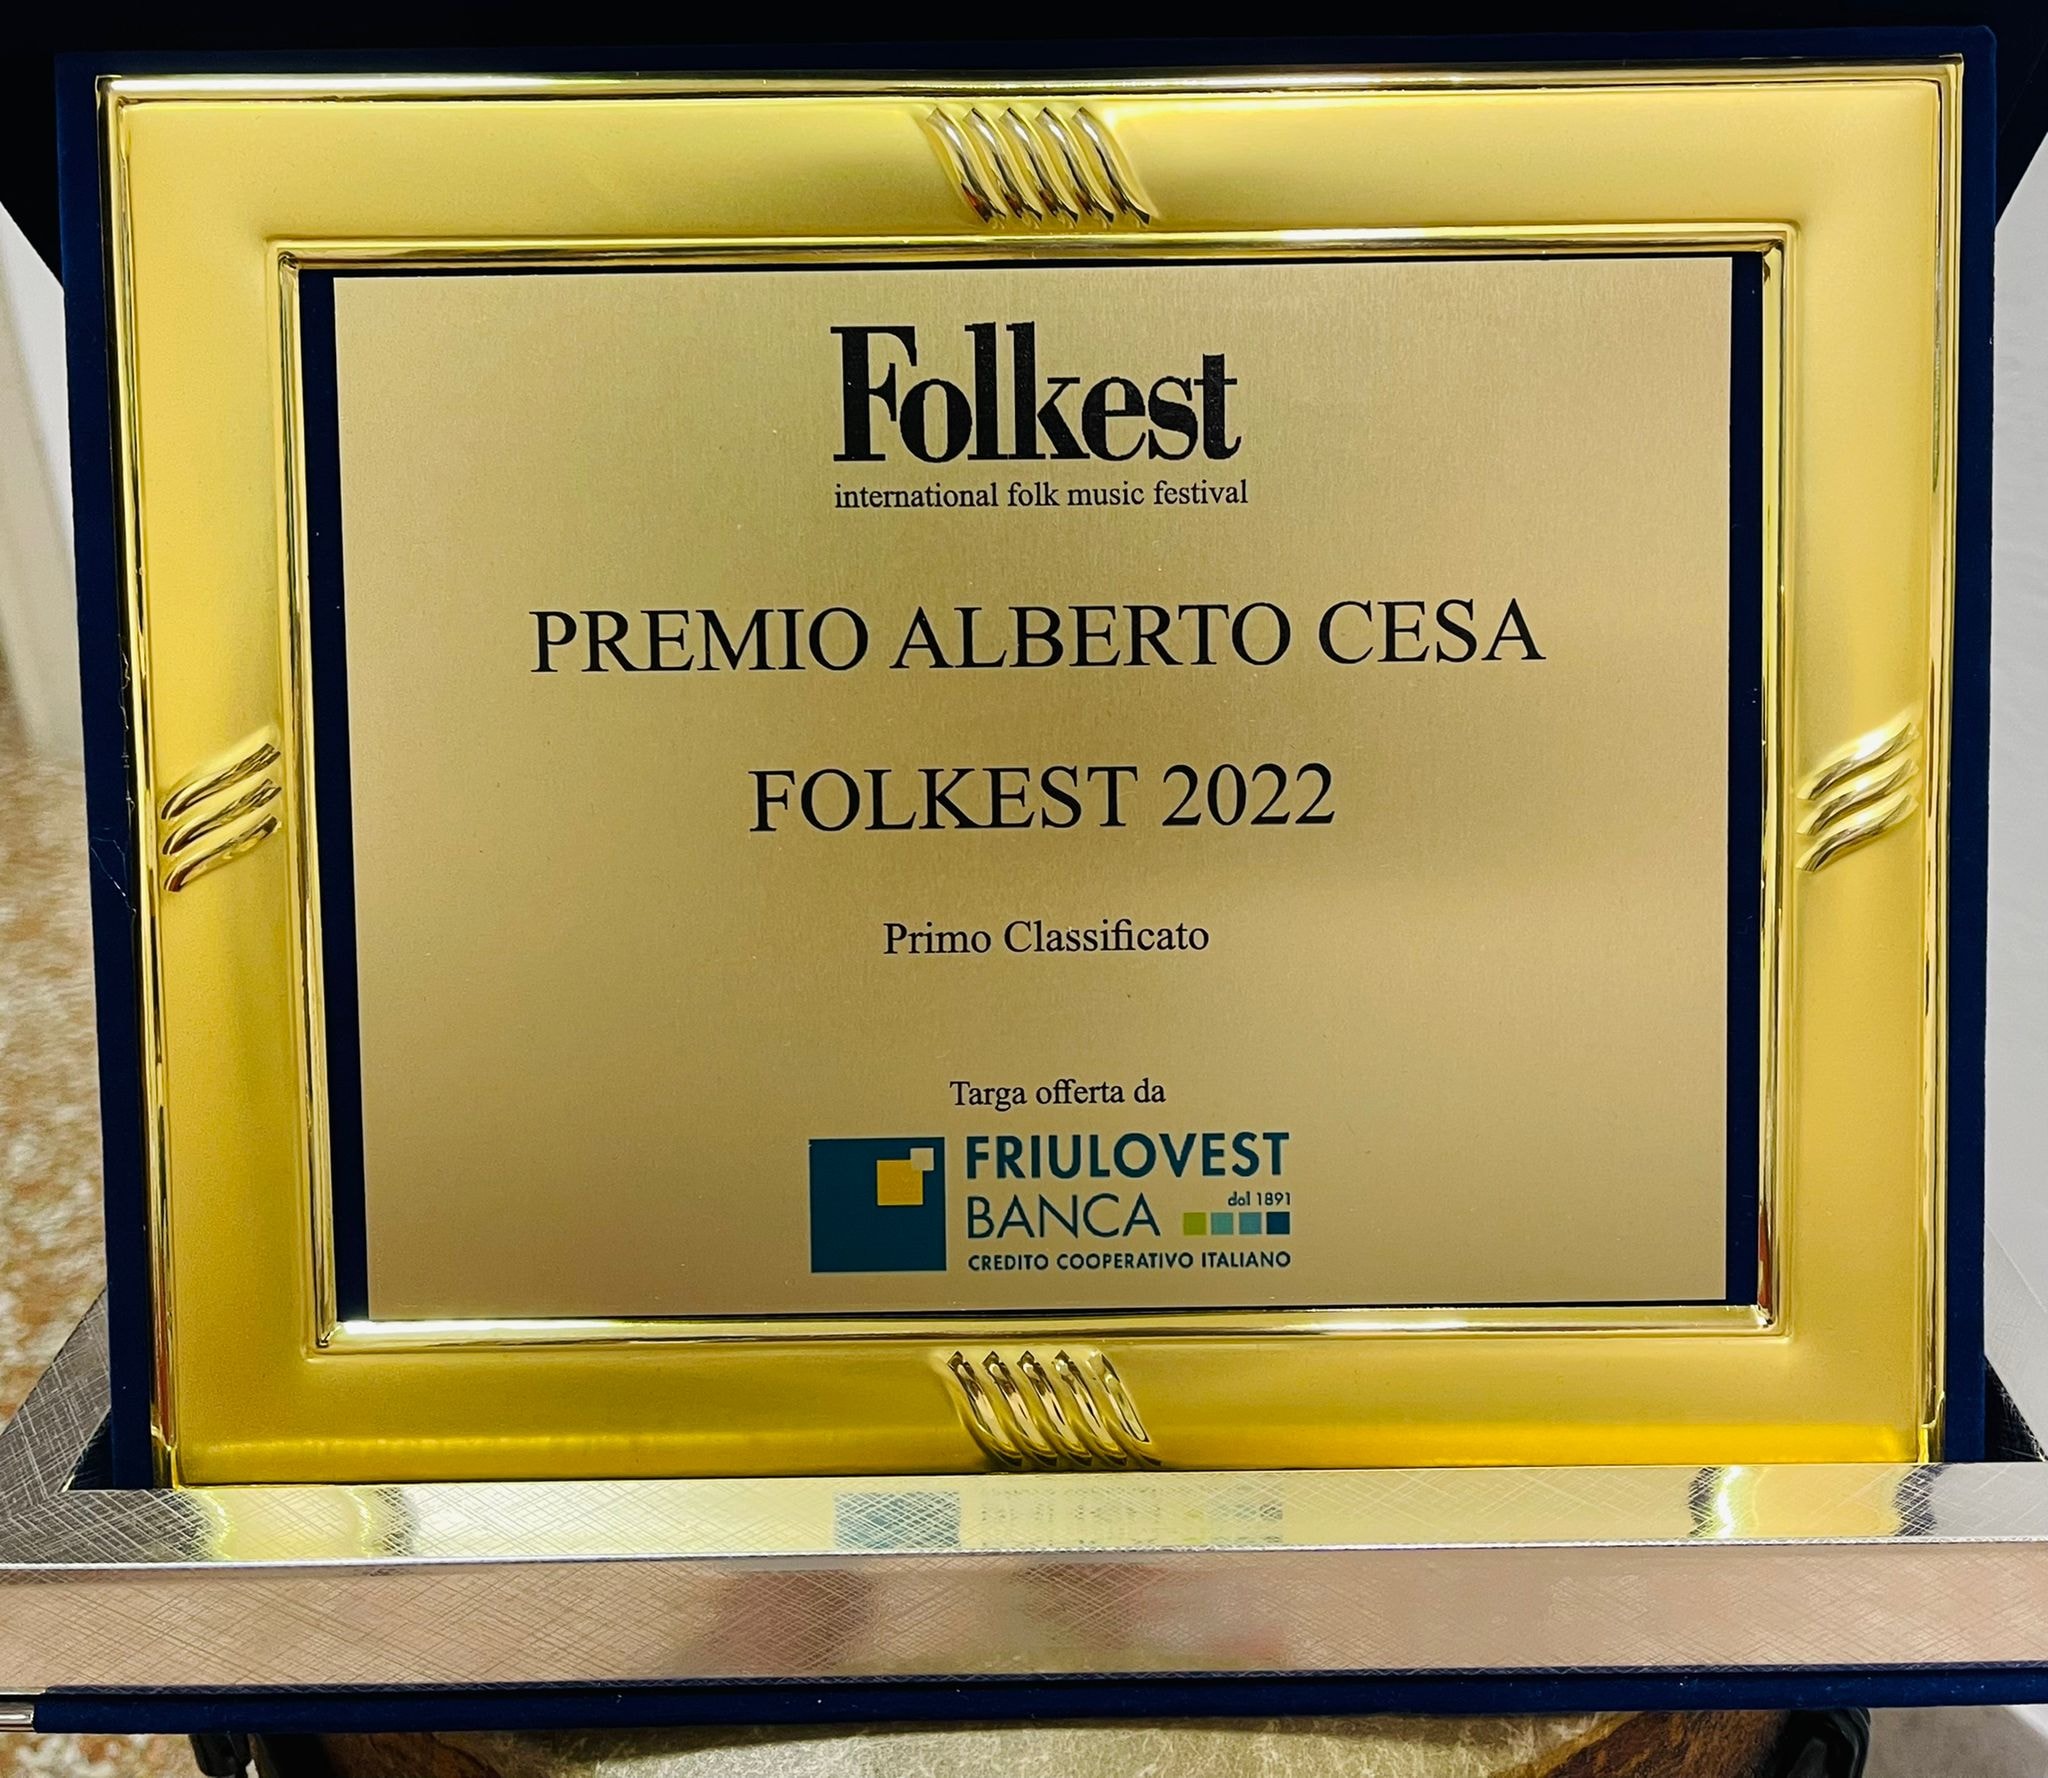 Folkest
international folk music festival
PREMIO ALBERTO CESA
FOLKEST 2022
Primo Classificato
Targa offerta da
FRIULOVEST
BANCA dal 1891
CREDITO COOPERATIVO ITALIANO